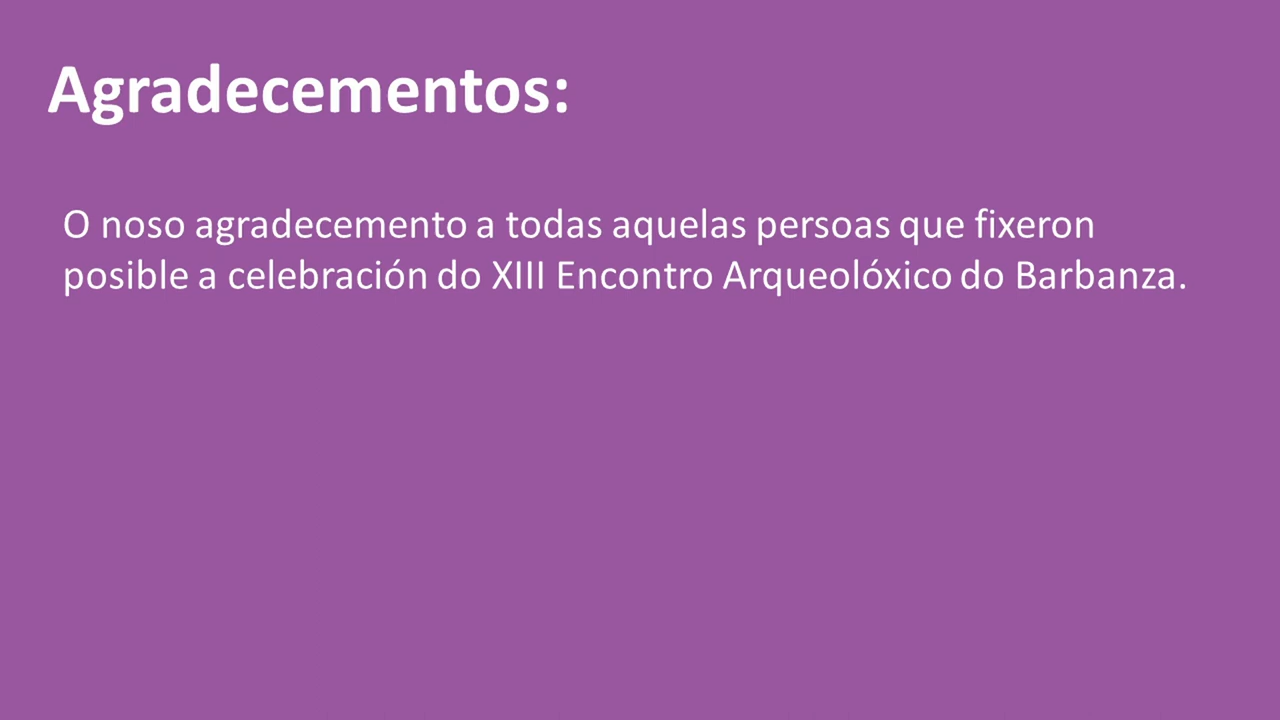 Agradecementos:
O noso agradecemento a todas aquelas persoas que fixeron
posible a celebración do XIII Encontro Arqueolóxico do Barbanza.